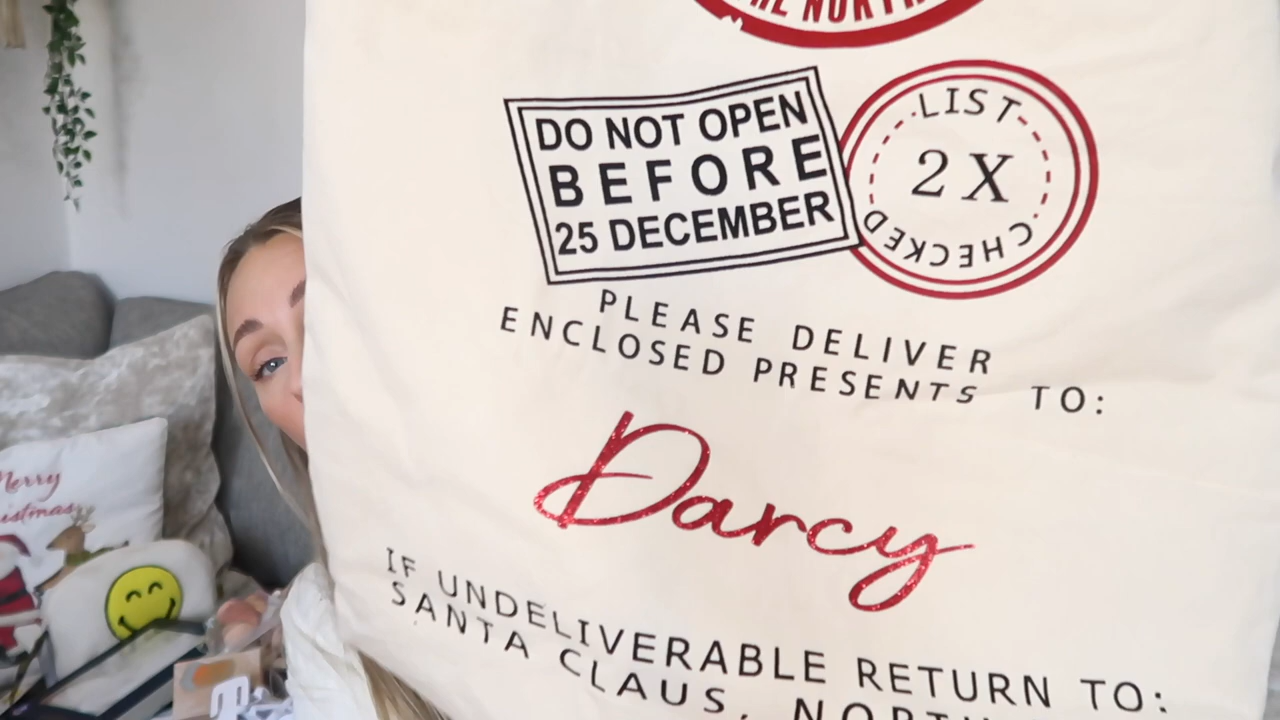 DO NOT OPEN
BEFORE
25 DECEMBER
LIST
2X
CHECKED
PLEASE DELIVER
ENCLOSED PRESENTS TO:
Darcy
IF UNDELIVERABLE RETURN TO:
SANTA CLAUS,
Merry